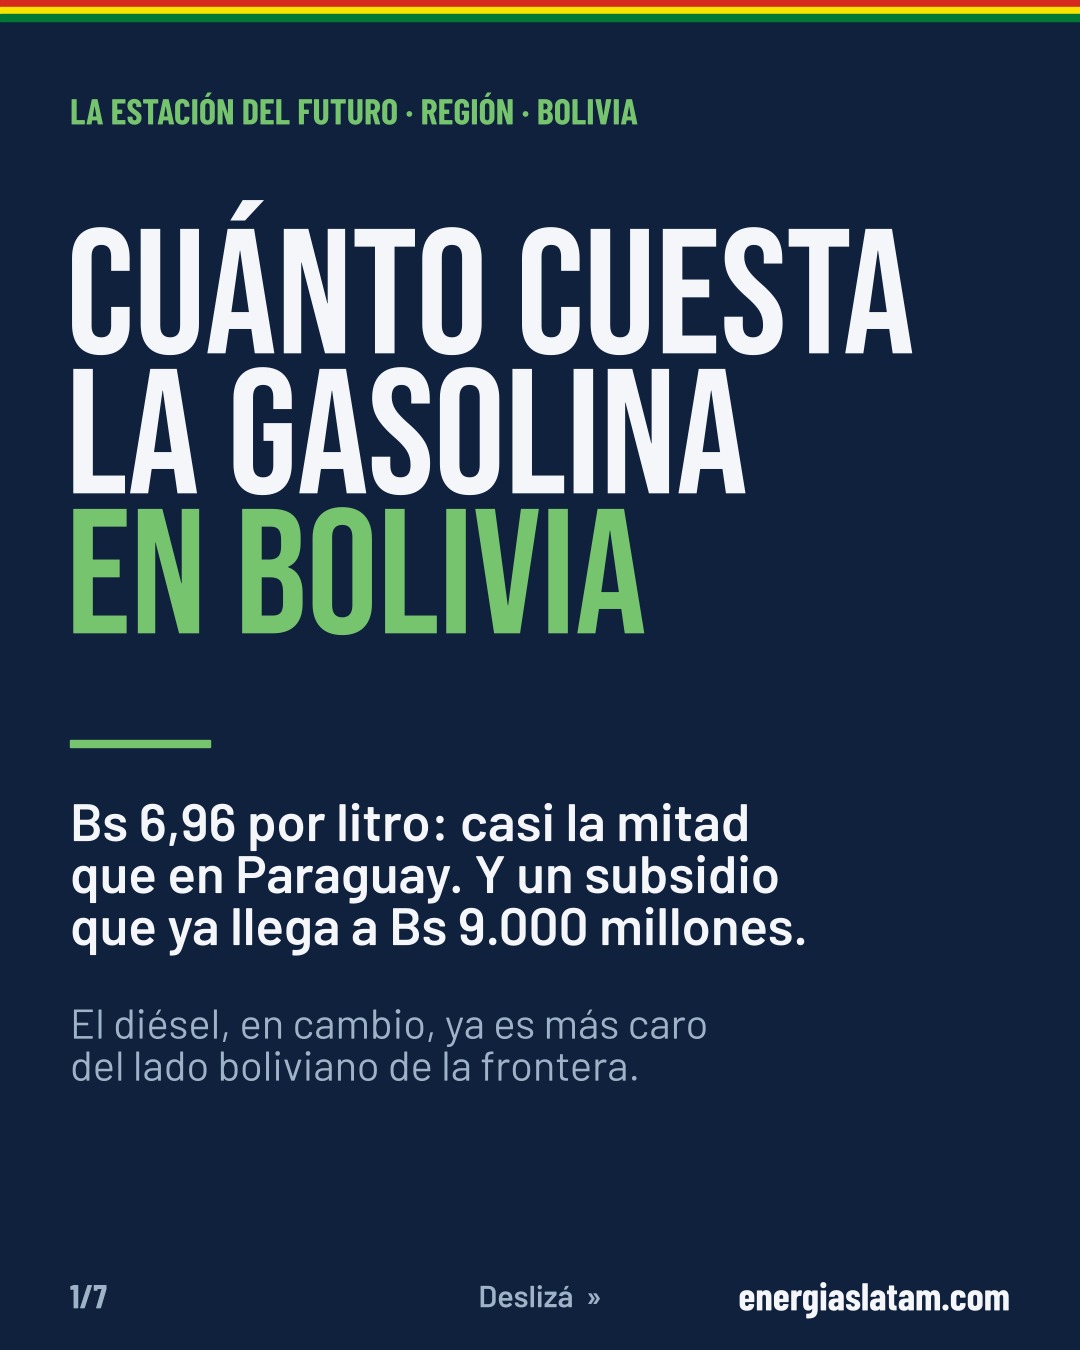 LA ESTACIÓN DEL FUTURO · REGIÓN · BOLIVIA
CUÁNTO CUESTA
LA GASOLINA
EN BOLIVIA
Bs 6,96 por litro: casi la mitad
que en Paraguay. Y un subsidio
que ya llega a Bs 9.000 millones.
El diésel, en cambio, ya es más caro
del lado boliviano de la frontera.
1/7
Deslizá »
energiaslatam.com